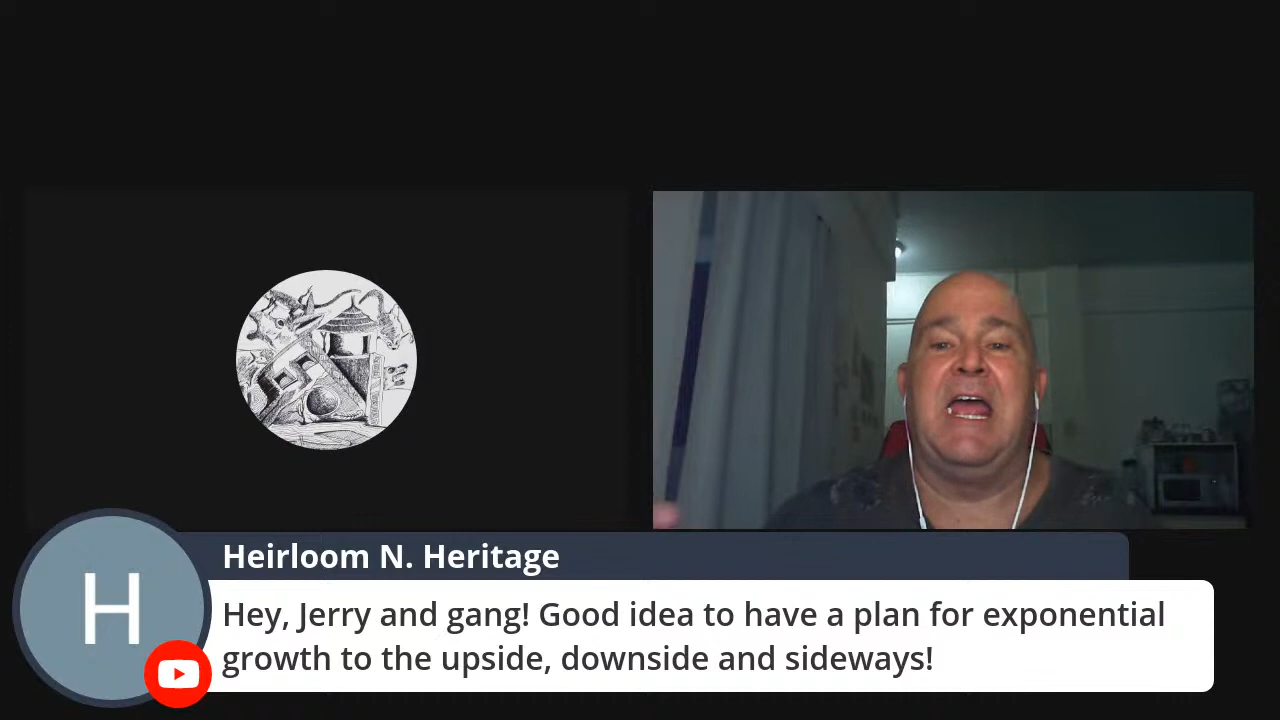 H
Heirloom N. Heritage
Hey, Jerry and gang! Good idea to have a plan for exponential
growth to the upside, downside and sideways!